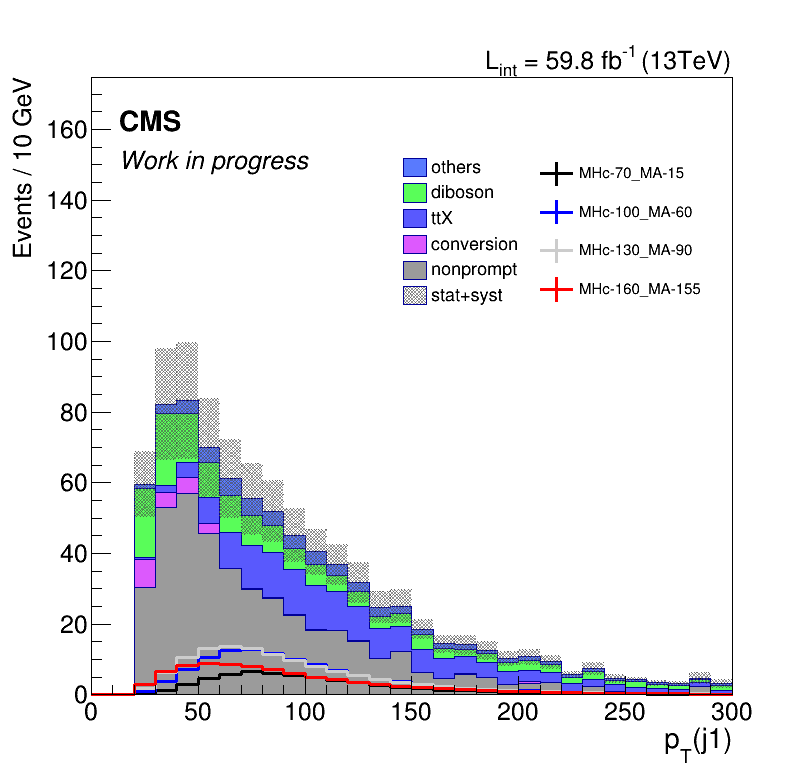 L_int = 59.8 fb^-1 (13TeV)
Events / 10 GeV
CMS
Work in progress
others
diboson
ttX
conversion
nonprompt
stat+syst
MHc-70_MA-15
MHc-100_MA-60
MHc-130_MA-90
MHc-160_MA-155
160
140
120
100
80
60
40
20
0
0 50 100 150 200 250 300
p_T(j1)